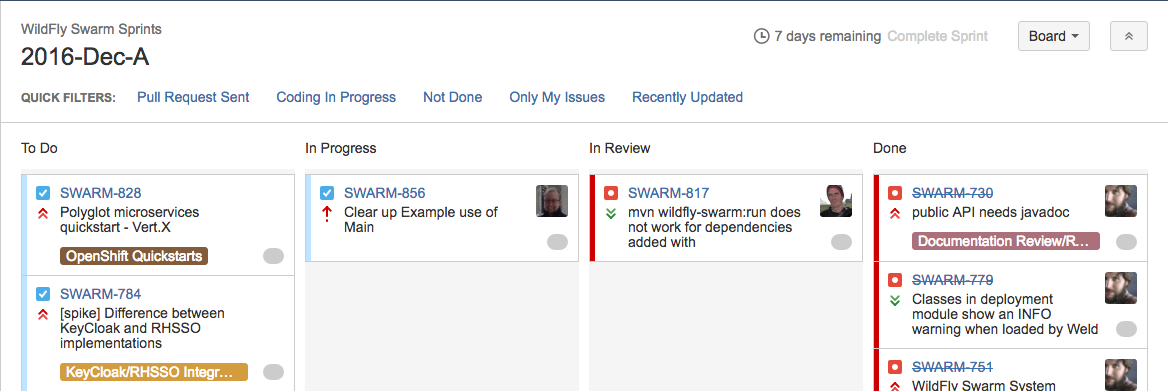 WildFly Swarm Sprints
2016-Dec-A
7 days remaining Complete Sprint
Board
QUICK FILTERS: Pull Request Sent Coding In Progress Not Done Only My Issues Recently Updated
To Do
SWARM-828
Polyglot microservices
quickstart - Vert.X
OpenShift Quickstarts
SWARM-784
[spike] Difference between
KeyCloak and RHSSO
implementations
KeyCloak/RHSSO Integr…
In Progress
SWARM-856
Clear up Example use of
Main
In Review
SWARM-817
mvn wildfly-swarm:run does
not work for dependencies
added with
Done
SWARM-730
public API needs javadoc
Documentation Review/R…
SWARM-779
Classes in deployment
module show an INFO
warning when loaded by Weld
SWARM-751
WildFly Swarm System